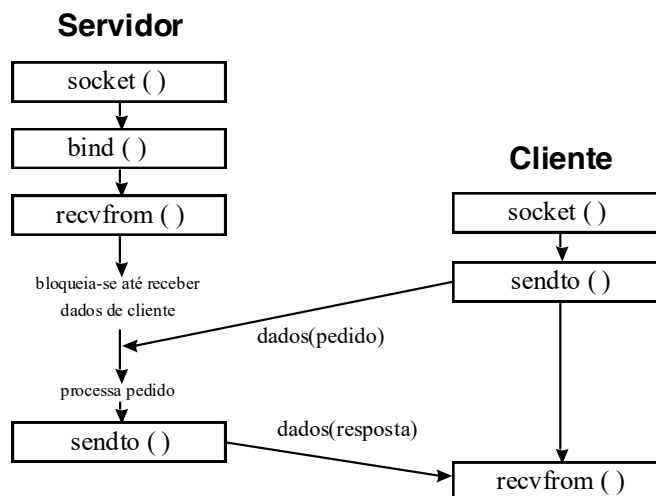 Servidor
socket ( )
bind ( )
recvfrom ( )
bloqueia-se até receber
dados de cliente
processa pedido
sendto ( )
Cliente
socket ( )
sendto ( )
dados(pedido)
dados(resposta)
recvfrom ( )